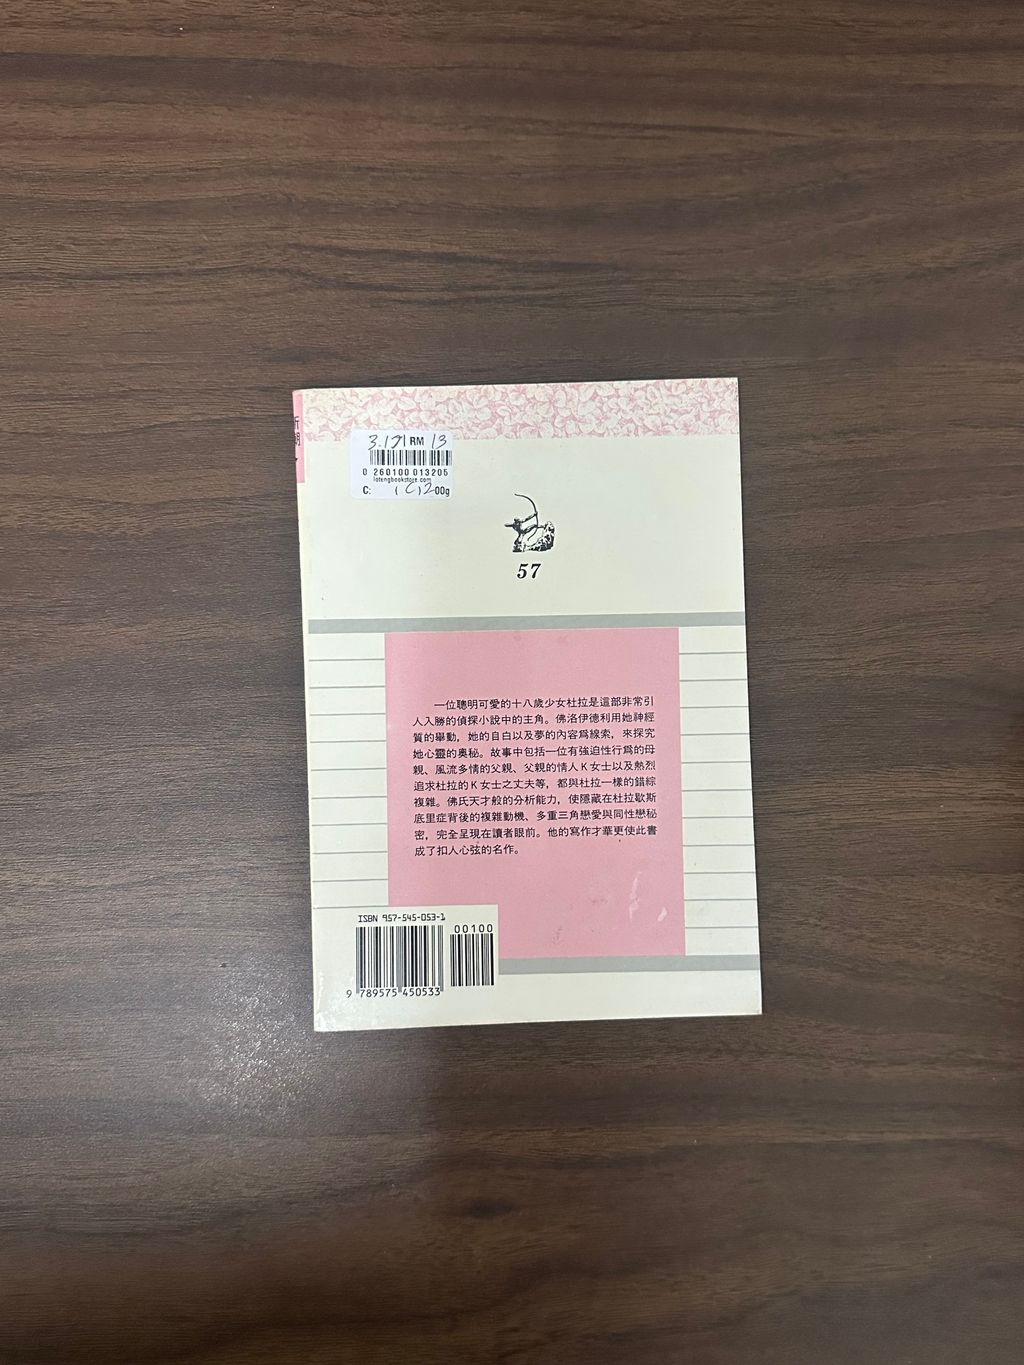 3.171 RM 13
0 260100 013205
lotengbookstore.com
C: (C)200g
57
一位聰明可愛的十八歲少女杜拉是這部非常引
人入勝的偵探小說中的主角。佛洛伊德利用她神經
質的舉動，她的自白以及夢的內容爲線索，來探究
她心靈的奧秘。故事中包括一位有強迫性行爲的母
親、風流多情的父親、父親的情人K女士以及熱烈
追求杜拉的K女士之丈夫等，都與杜拉一樣的錯綜
複雜。佛氏天才般的分析能力，使隱藏在杜拉歇斯
底里症背後的複雜動機、多重三角戀愛與同性戀秘
密，完全呈現在讀者眼前。他的寫作才華更使此書
成了扣人心弦的名作。
ISBN 957-545-053-1
00100
9 789575 450533